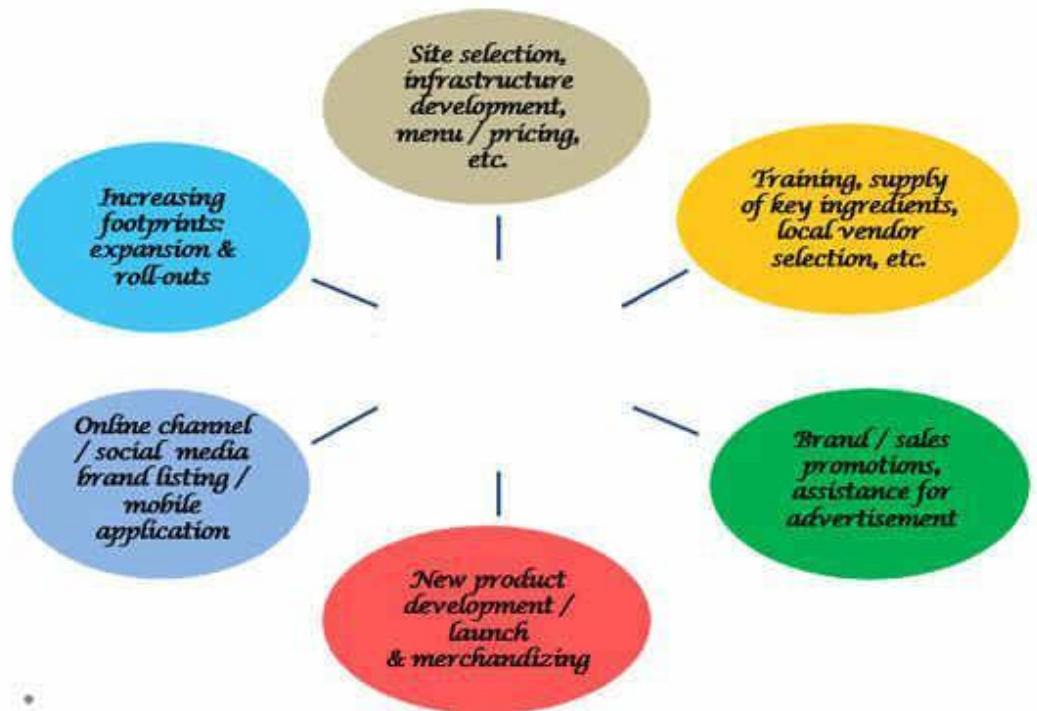 Site selection,
infrastructure
development,
menu / pricing,
etc.
Training, supply
of key ingredients,
local vendor
selection, etc.
Brand / sales
promotions,
assistance for
advertisement
New product
development /
launch
& merchandizing
Online channel
/ social media
brand listing /
mobile
application
Increasing
footprints:
expansion &
roll-outs